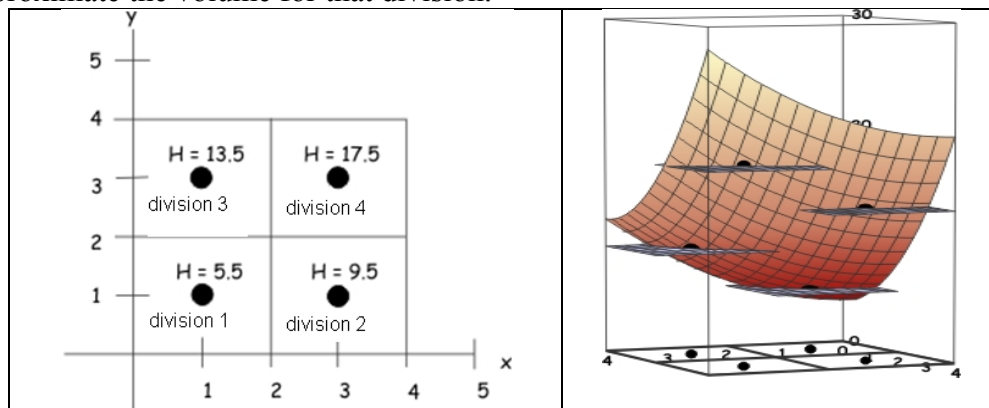 the volume for that division.
y
5
4
H = 13.5
H = 17.5
3
division 3
division 4
2
H = 5.5
H = 9.5
1
division 1
division 2
x
1
2
3
4
5
30
20
0
4
3
2
1
0
1
2
3
4